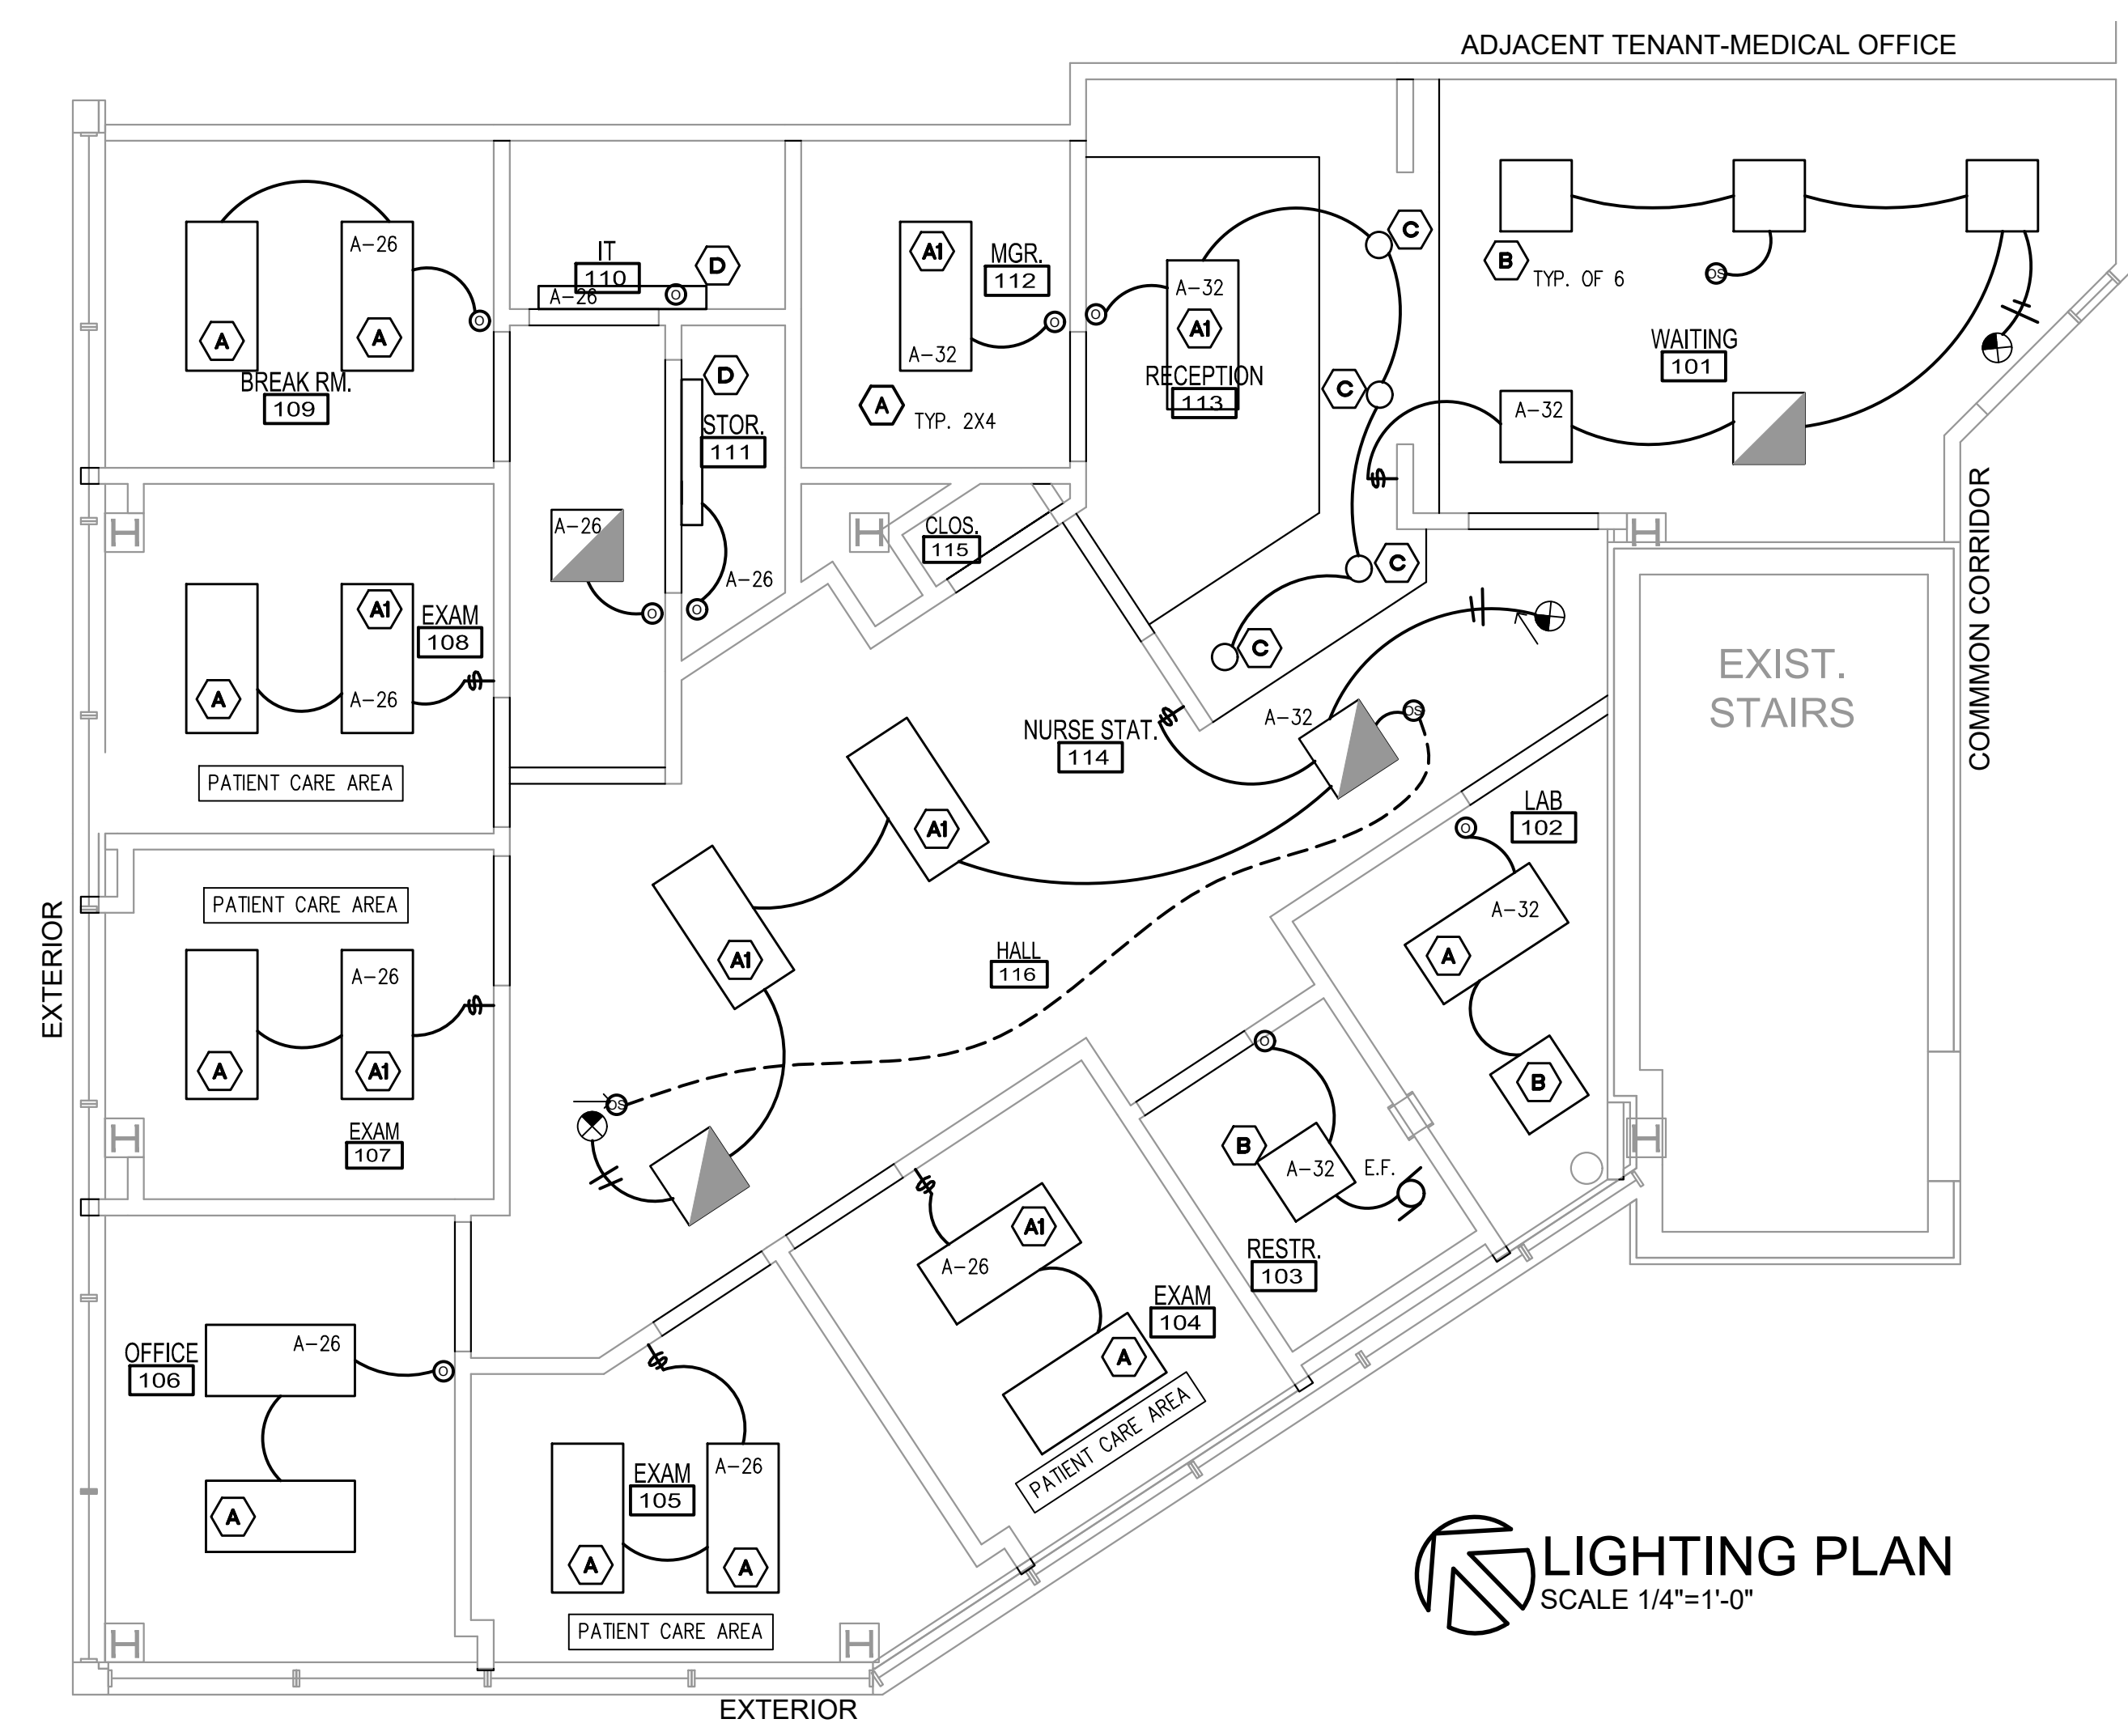 ADJACENT TENANT-MEDICAL OFFICE
A-26
A
A
BREAK RM.
109
IT
110
A-26
O
D
O
A1
MGR.
112
A-32
O
O
A
TYP. 2X4
D
STOR.
111
A-26
A-26
O
O
CLOS.
115
A-32
A1
RECEPTION
113
C
C
C
C
B
TYP. OF 6
OS
WAITING
101
A-32
$
COMMON CORRIDOR
EXIST.
STAIRS
H
H
H
A1
EXAM
108
A-26
$
A
PATIENT CARE AREA
PATIENT CARE AREA
EXTERIOR
A-26
$
A
A1
EXAM
107
H
NURSE STAT.
114
$
A-32
OS
A1
A1
HALL
116
OS
LAB
102
O
A-32
A
B
H
O
B
A-32
E.F.
RESTR.
103
$
A1
A-26
EXAM
104
A
PATIENT CARE AREA
OFFICE
106
A-26
O
A
$
EXAM
105
A-26
A
A
PATIENT CARE AREA
H
H
EXTERIOR
LIGHTING PLAN
SCALE 1/4"=1'-0"